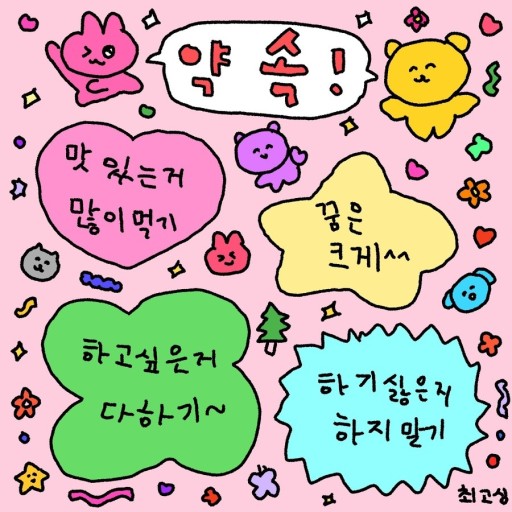 약속!
맛있는거
많이먹기
꿈은
크게^^
하고싶은거
다하기~
하기싫은거
하지말기
최고심